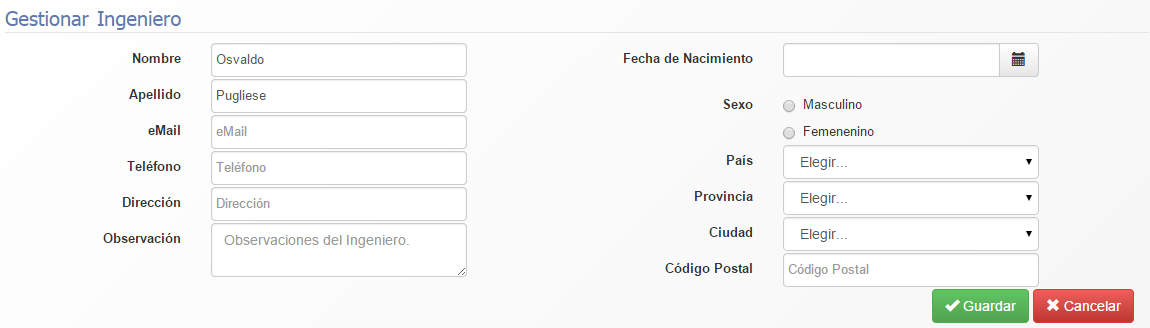 Gestionar Ingeniero
Nombre
Osvaldo
Apellido
Pugliese
eMail
eMail
Teléfono
Teléfono
Dirección
Dirección
Observación
Observaciones del Ingeniero.
Fecha de Nacimiento
Sexo
Masculino
Femenenino
País
Elegir...
Provincia
Elegir...
Ciudad
Elegir...
Código Postal
Código Postal
Guardar
Cancelar